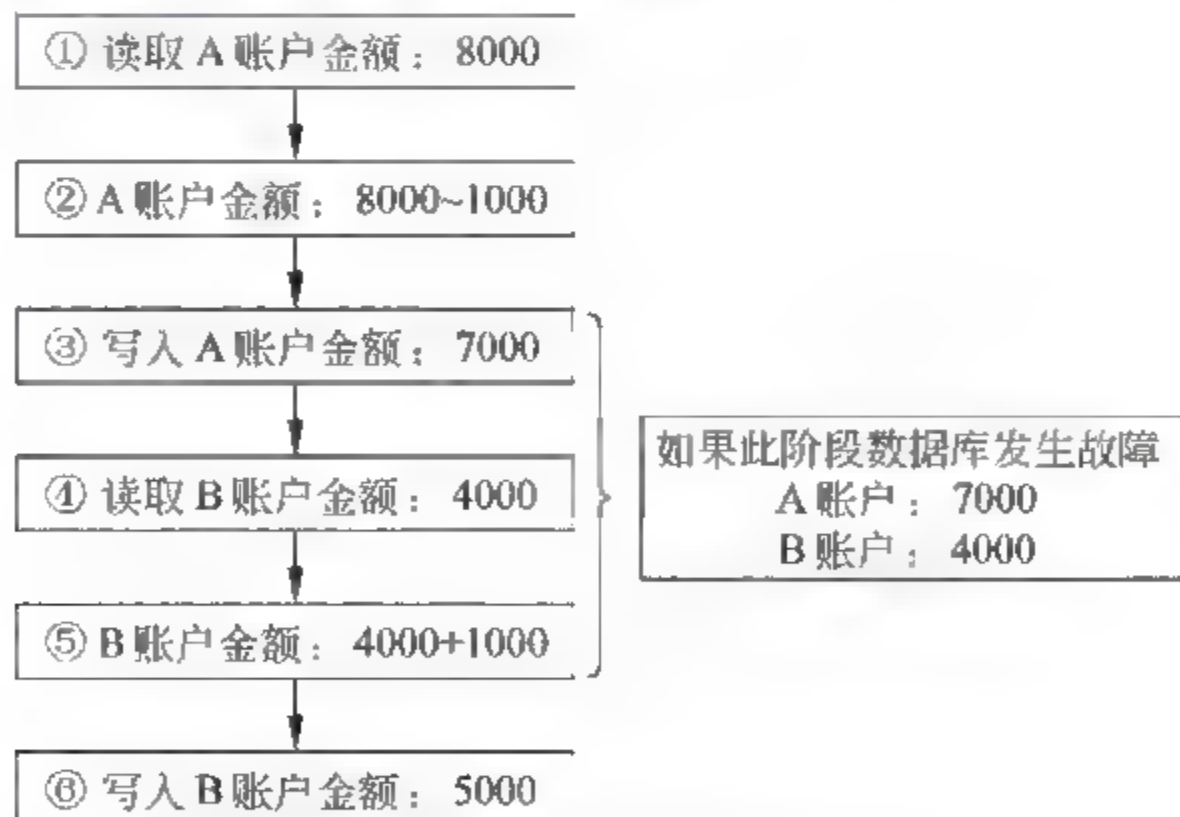 ① 读取 A 账户金额：8000
② A 账户金额：8000~1000
③ 写入 A 账户金额：7000
④ 读取 B 账户金额：4000
⑤ B 账户金额：4000+1000
⑥ 写入 B 账户金额：5000
如果此阶段数据库发生故障
A 账户：7000
B 账户：4000